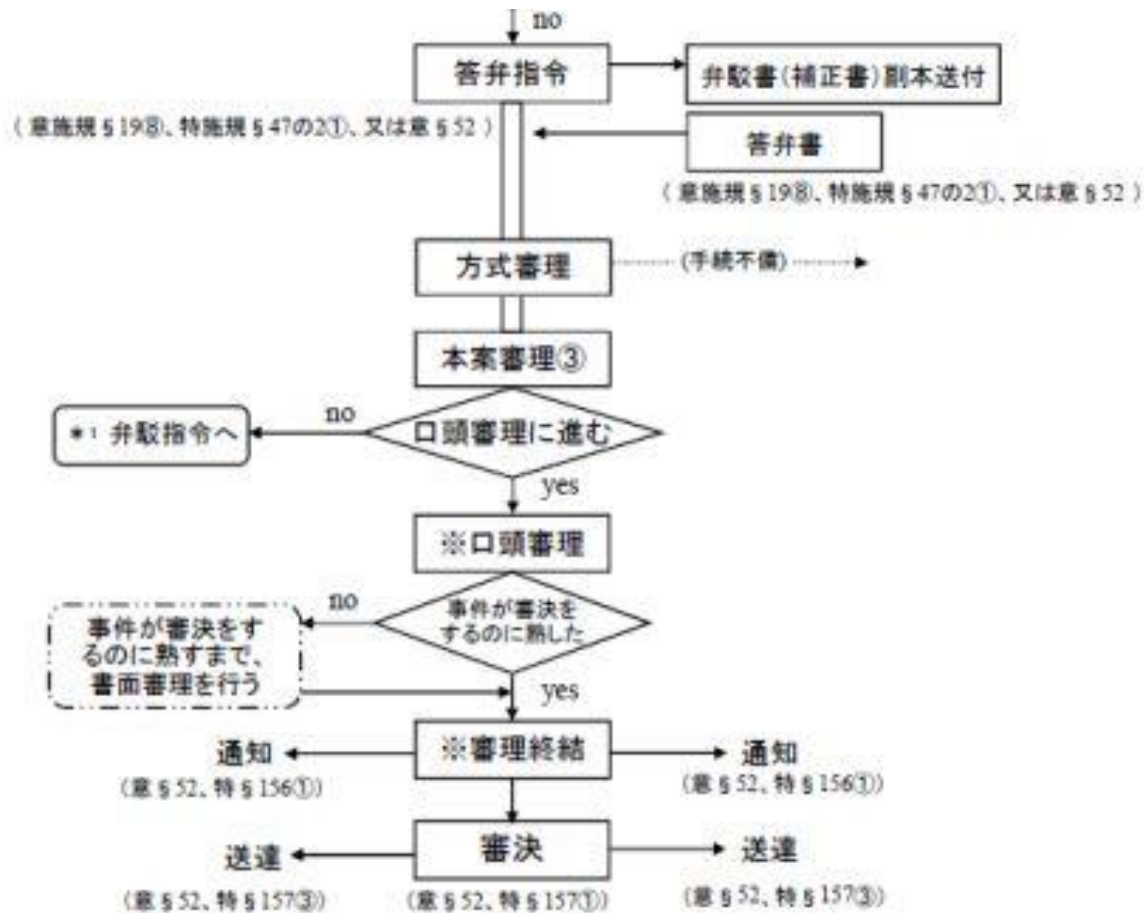 no
答弁指令
弁駁書(補正書)副本送付
( 意施規§19⑧、特施規§47の2①、又は意§52 )
答弁書
( 意施規§19⑧、特施規§47の2①、又は意§52 )
方式審理
(手続不備)
本案審理③
口頭審理に進む
no
*1 弁駁指令へ
yes
※口頭審理
事件が審決を
するのに熟した
no
事件が審決をす
るのに熟すまで、
書面審理を行う
yes
※審理終結
通知
(意§52、特§156①))
通知
(意§52、特§156①))
審決
送達
送達
(意§52、特§157③))
(意§52、特§157①))
(意§52、特§157③))